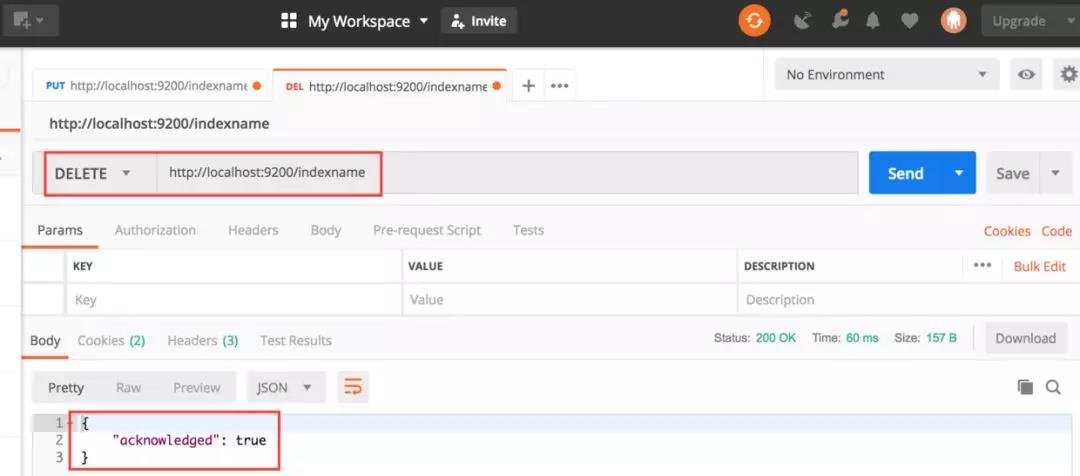 My Workspace Invite Upgrade
PUT http://localhost:9200/indexname DEL http://localhost:9200/indexname + ••• No Environment
http://localhost:9200/indexname
DELETE http://localhost:9200/indexname Send Save
Params Authorization Headers Body Pre-request Script Tests Cookies Code
KEY VALUE DESCRIPTION ••• Bulk Edit
Key Value Description
Body Cookies (2) Headers (3) Test Results Status: 200 OK Time: 60 ms Size: 157 B Download
Pretty Raw Preview JSON
1 {
2 "acknowledged": true
3 }